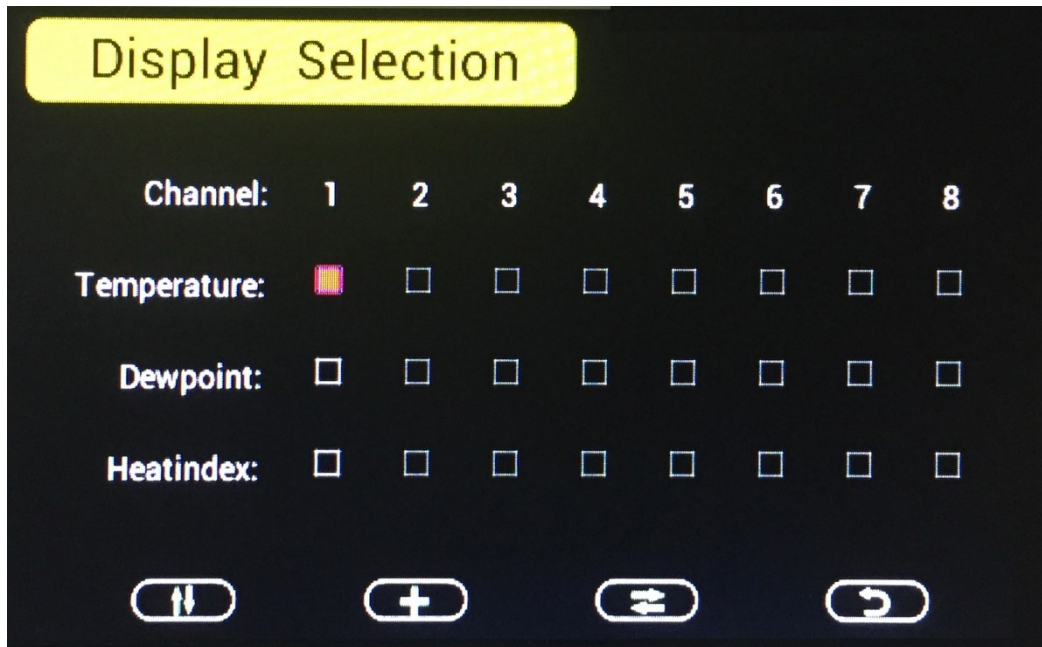 Display Selection
Channel: 1 2 3 4 5 6 7 8
Temperature:
Dewpoint:
Heatindex: